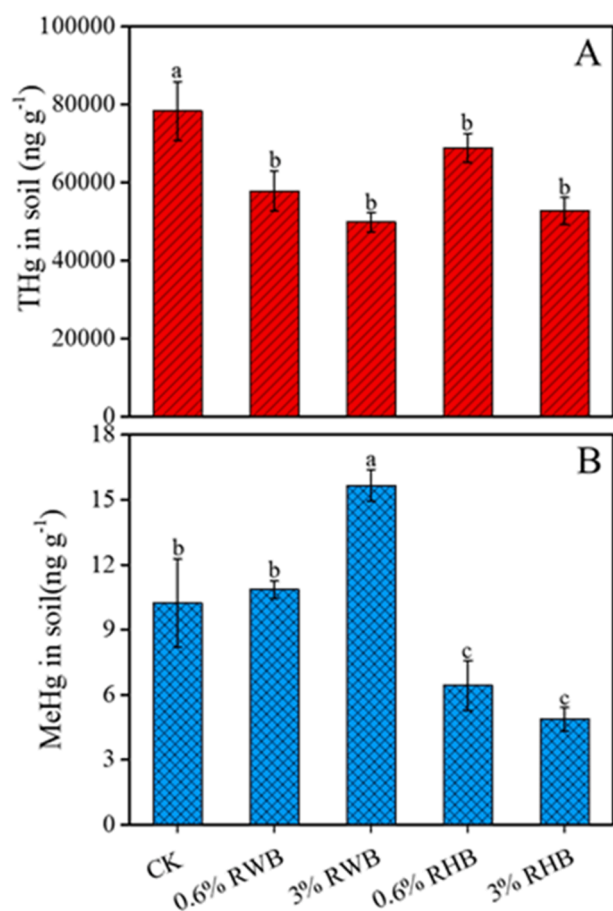 A
THg in soil (ng g⁻¹)
100000
80000
60000
40000
20000
0
a
b
b
b
b
B
MeHg in soil(ng g⁻¹)
18
15
12
9
6
3
0
b
b
a
c
c
CK
0.6% RWB
3% RWB
0.6% RHB
3% RHB